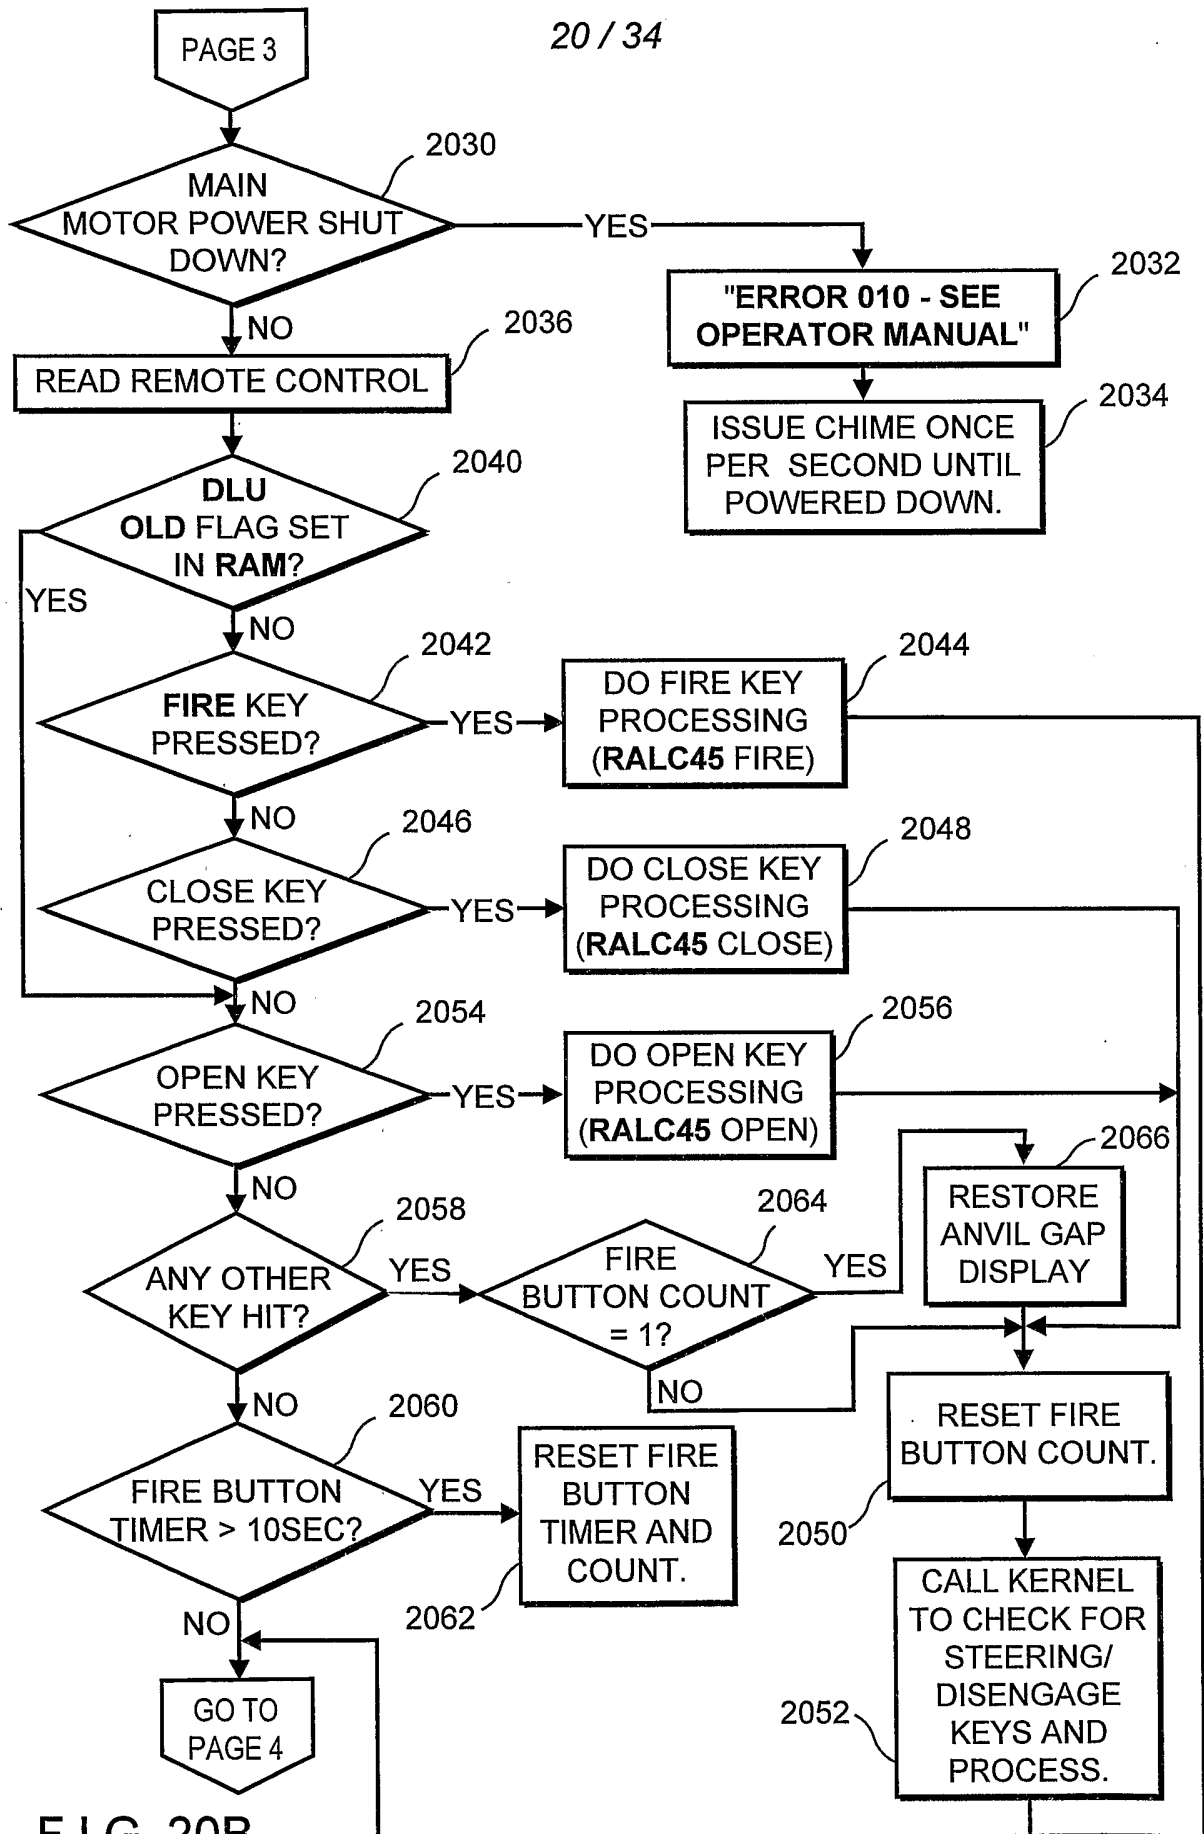 20 / 34
PAGE 3
2030
MAIN
MOTOR POWER SHUT
DOWN?
YES
2032
"ERROR 010 - SEE
OPERATOR MANUAL"
NO
2036
READ REMOTE CONTROL
2034
ISSUE CHIME ONCE
PER SECOND UNTIL
POWERED DOWN.
2040
DLU
OLD FLAG SET
IN RAM?
YES
NO
2042
FIRE KEY
PRESSED?
YES
2044
DO FIRE KEY
PROCESSING
(RALC45 FIRE)
NO
2046
CLOSE KEY
PRESSED?
YES
2048
DO CLOSE KEY
PROCESSING
(RALC45 CLOSE)
NO
2054
OPEN KEY
PRESSED?
YES
2056
DO OPEN KEY
PROCESSING
(RALC45 OPEN)
NO
2058
ANY OTHER
KEY HIT?
YES
2064
FIRE
BUTTON COUNT
= 1?
YES
2066
RESTORE
ANVIL GAP
DISPLAY
NO
NO
2060
FIRE BUTTON
TIMER > 10SEC?
YES
RESET FIRE
BUTTON
TIMER AND
COUNT.
2062
RESET FIRE
BUTTON COUNT.
2050
CALL KERNEL
TO CHECK FOR
STEERING/
DISENGAGE
KEYS AND
PROCESS.
2052
NO
GO TO
PAGE 4
FIG. 20B